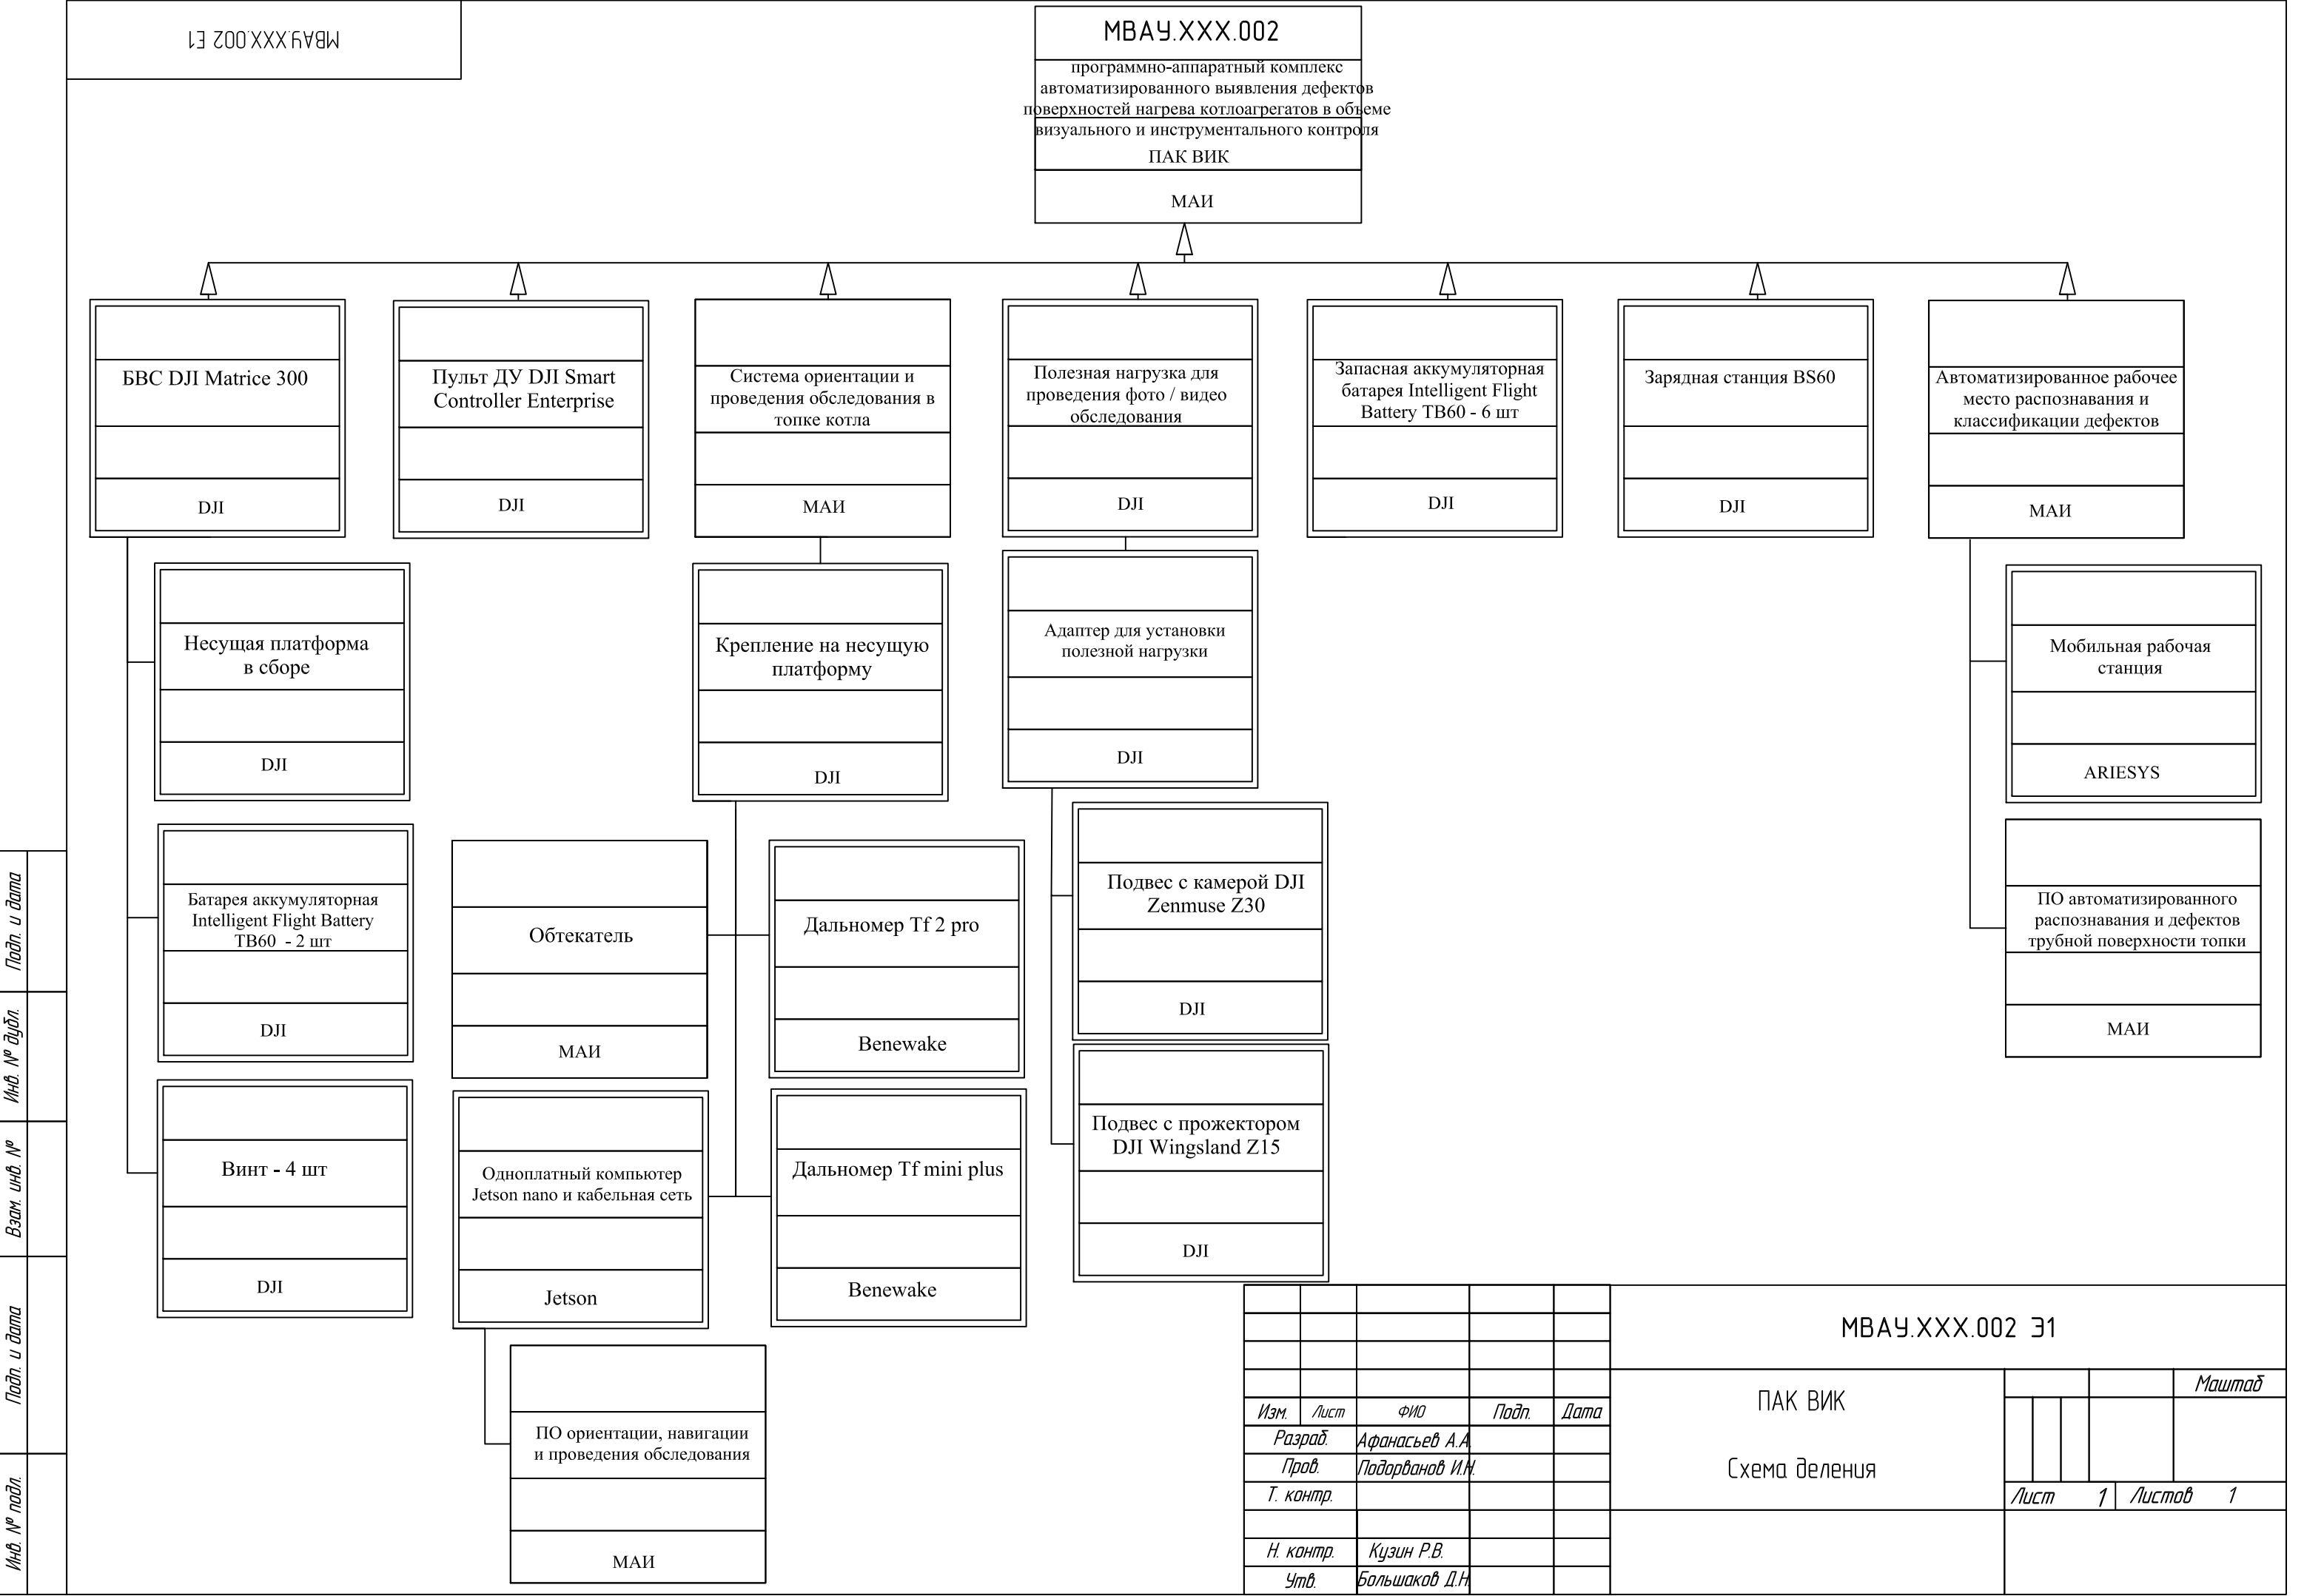 МВАУ.XXX.002 Е1
МВАУ.XXX.002
программно-аппаратный комплекс
автоматизированного выявления дефектов
поверхностей нагрева котлоагрегатов в объеме
визуального и инструментального контроля
ПАК ВИК
МАИ
БВС DJI Matrice 300
DJI
Пульт ДУ DJI Smart
Controller Enterprise
DJI
Система ориентации и
проведения обследования в
топке котла
МАИ
Полезная нагрузка для
проведения фото / видео
обследования
DJI
Запасная аккумуляторная
батарея Intelligent Flight
Battery TB60 - 6 шт
DJI
Зарядная станция BS60
DJI
Автоматизированное рабочее
место распознавания и
классификации дефектов
МАИ
Несущая платформа
в сборе
DJI
Крепление на несущую
платформу
DJI
Адаптер для установки
полезной нагрузки
DJI
Мобильная рабочая
станция
ARIESYS
Батарея аккумуляторная
Intelligent Flight Battery
TB60  - 2 шт
DJI
Обтекатель
МАИ
Дальномер Tf 2 pro
Benewake
Подвес с камерой DJI
Zenmuse Z30
DJI
ПО автоматизированного
распознавания и дефектов
трубной поверхности топки
МАИ
Винт - 4 шт
DJI
Одноплатный компьютер
Jetson nano и кабельная сеть
Jetson
Дальномер Tf mini plus
Benewake
Подвес с прожектором
DJI Wingsland Z15
DJI
ПО ориентации, навигации
и проведения обследования
МАИ
Подп. и дата
Инв. № дубл.
Взам. инв. №
Подп. и дата
Инв. № подл.
МВАУ.XXX.002 Э1
Изм.
Лист
ФИО
Подп.
Дата
Разраб.
Афанасьев А.А.
Пров.
Подорванов И.Н.
Т. контр.
Н. контр.
Кузин Р.В.
Утв.
Большаков Д.Н.
ПАК ВИК
Схема деления
Маштаб
Лист 1
Листов 1